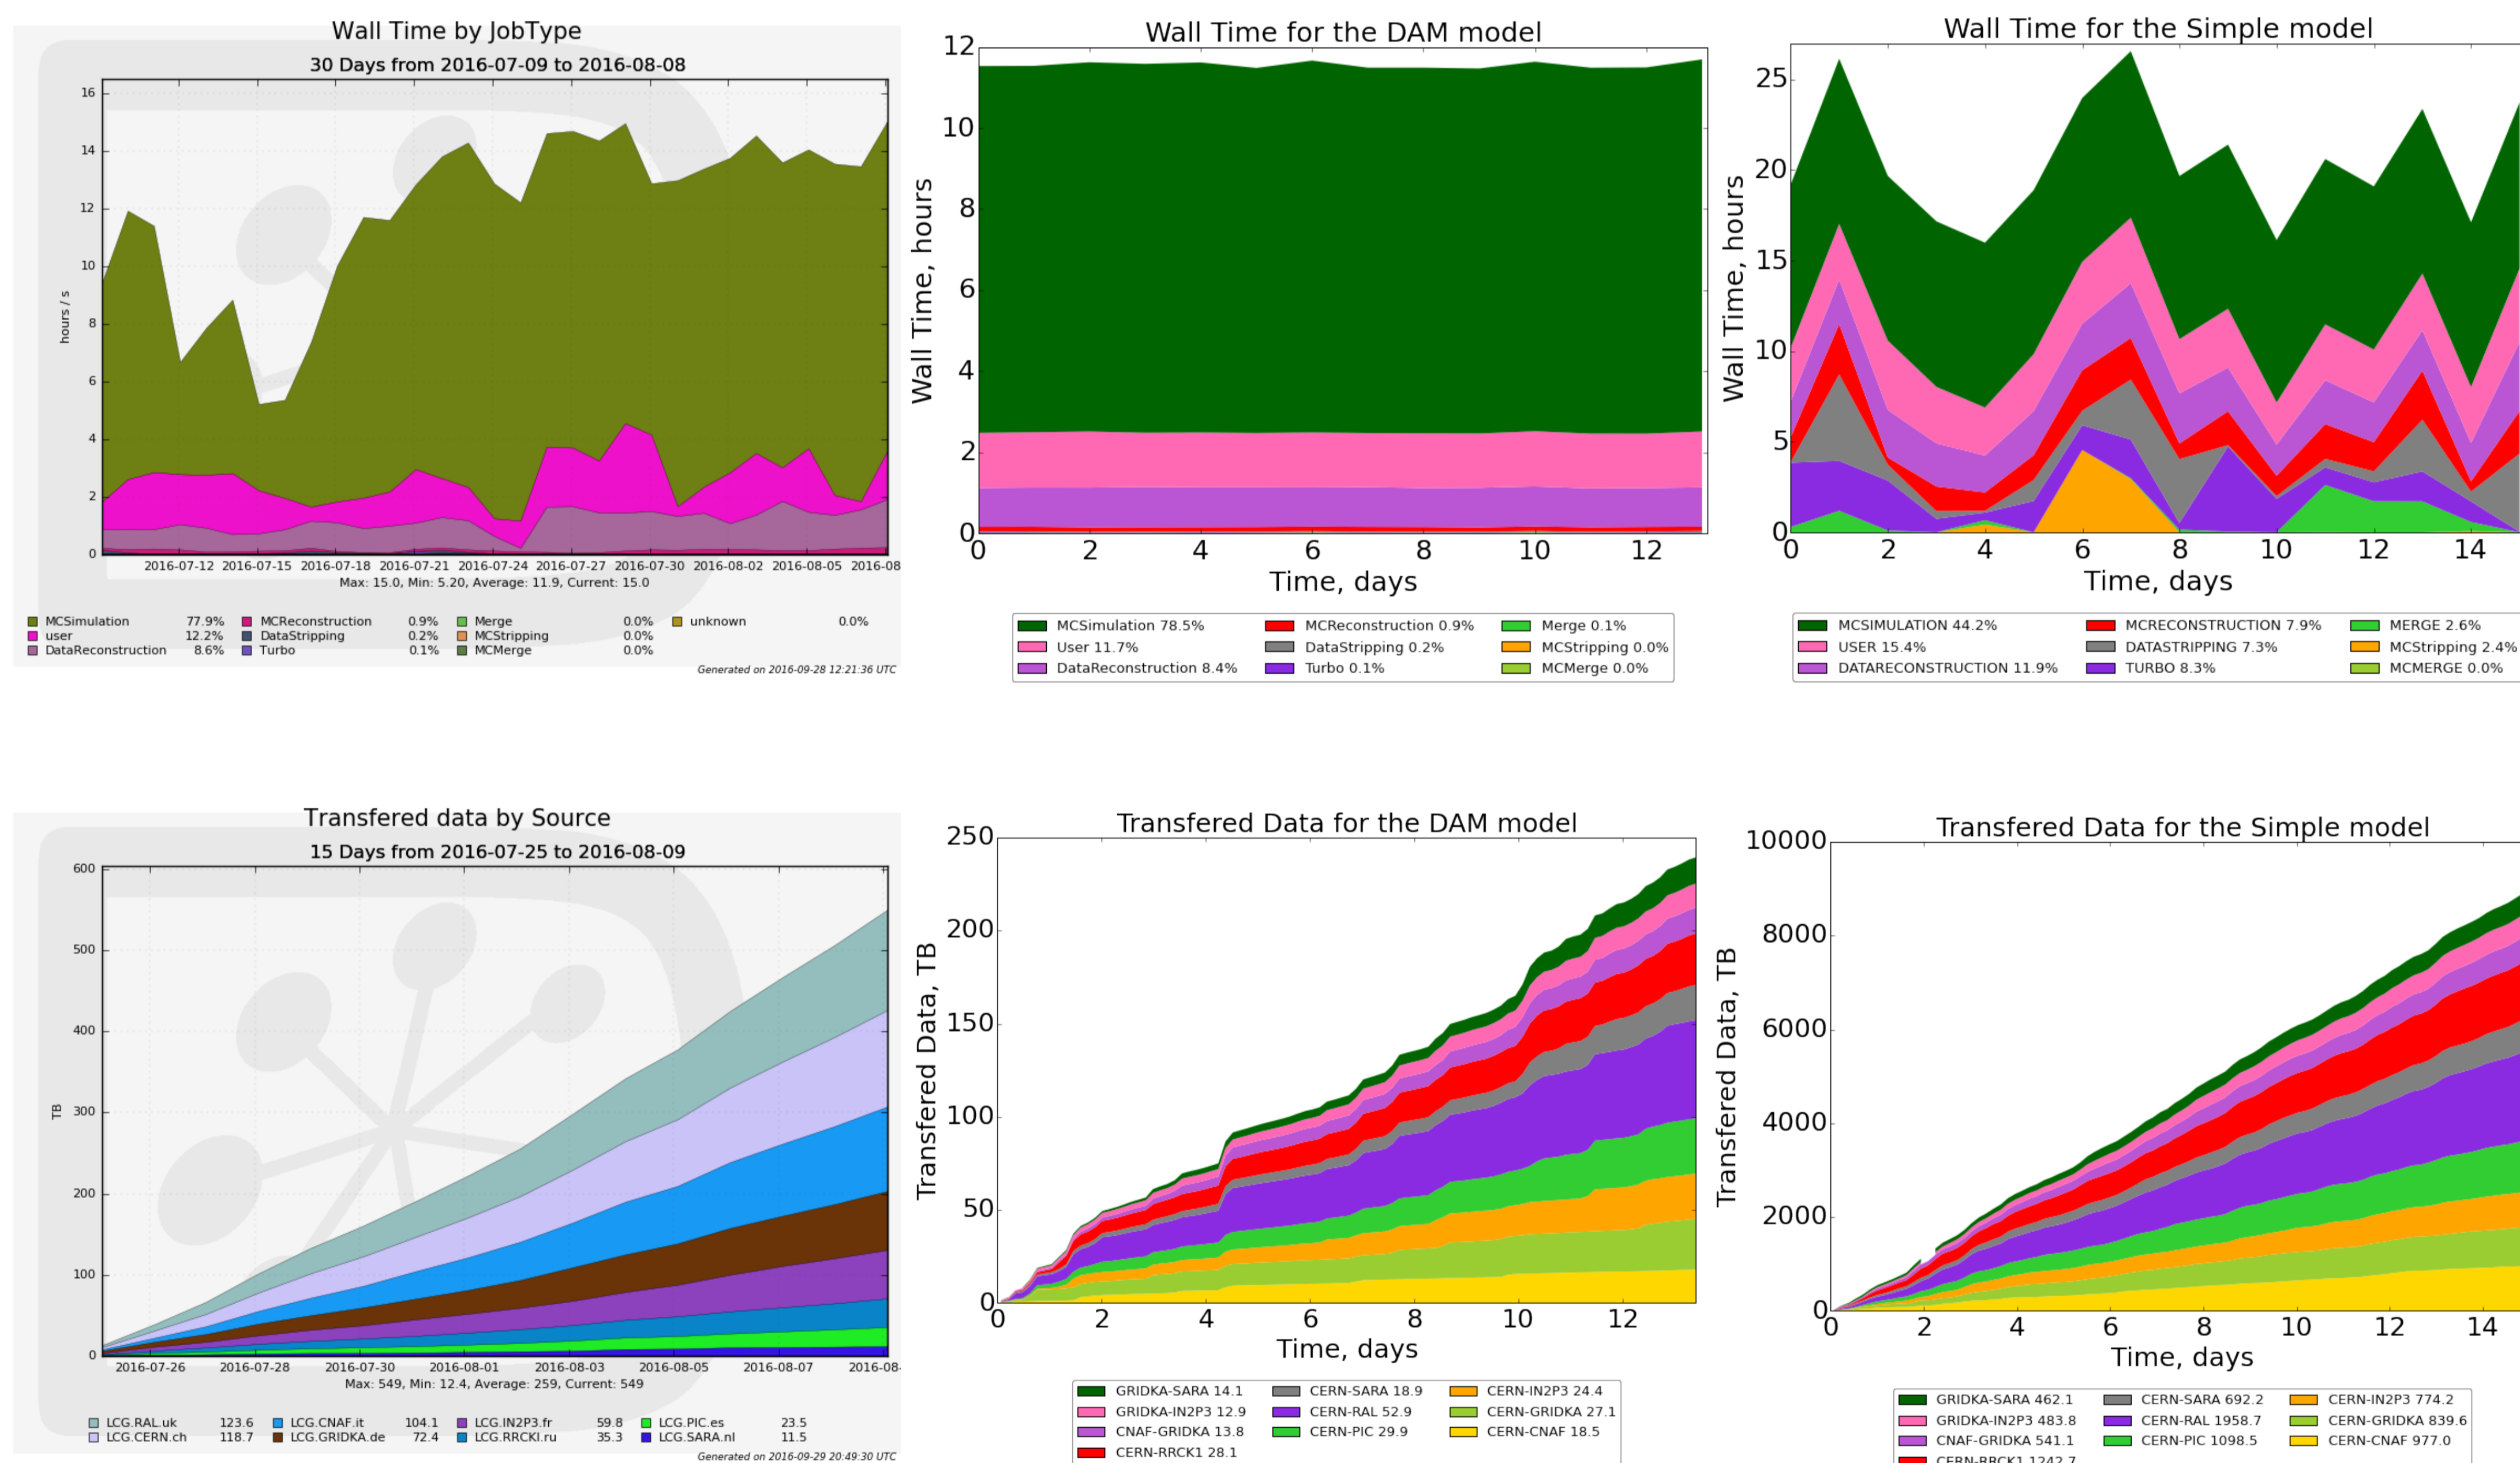 Wall Time by JobType
30 Days from 2016-07-09 to 2016-08-08
16
14
12
10
8
6
4
2
0
hours / s
2016-07-12 2016-07-15 2016-07-18 2016-07-21 2016-07-24 2016-07-27 2016-07-30 2016-08-02 2016-08-05 2016-08
Max: 15.0, Min: 5.20, Average: 11.9, Current: 15.0
MCSimulation 77.9% MCReconstruction 0.9% Merge 0.0% unknown 0.0%
user 12.2% DataStripping 0.2% MCStripping 0.0%
DataReconstruction 8.6% Turbo 0.1% MCMerge 0.0%
Generated on 2016-09-28 12:21:36 UTC
Wall Time for the DAM model
12
10
8
6
4
2
0
Wall Time, hours
0 2 4 6 8 10 12
Time, days
MCSimulation 78.5% MCReconstruction 0.9% Merge 0.1%
User 11.7% DataStripping 0.2% MCStripping 0.0%
DataReconstruction 8.4% Turbo 0.1% MCMerge 0.0%
Wall Time for the Simple model
25
20
15
10
5
0
Wall Time, hours
0 2 4 6 8 10 12 14
Time, days
MCSIMULATION 44.2% MCRECONSTRUCTION 7.9% MERGE 2.6%
USER 15.4% DATASTRIPPING 7.3% MCStripping 2.4%
DATARECONSTRUCTION 11.9% TURBO 8.3% MCMERGE 0.0%
Transfered data by Source
15 Days from 2016-07-25 to 2016-08-09
600
500
400
300
200
100
0
TB
2016-07-26 2016-07-28 2016-07-30 2016-08-01 2016-08-03 2016-08-05 2016-08-07 2016-08-
Max: 549, Min: 12.4, Average: 259, Current: 549
LCG.RAL.uk 123.6 LCG.CNAF.it 104.1 LCG.IN2P3.fr 59.8 LCG.PIC.es 23.5
LCG.CERN.ch 118.7 LCG.GRIDKA.de 72.4 LCG.RRCKI.ru 35.3 LCG.SARA.nl 11.5
Generated on 2016-09-29 20:49:30 UTC
Transfered Data for the DAM model
250
200
150
100
50
0
Transfered Data, TB
0 2 4 6 8 10 12
Time, days
GRIDKA-SARA 14.1 CERN-SARA 18.9 CERN-IN2P3 24.4
GRIDKA-IN2P3 12.9 CERN-RAL 52.9 CERN-GRIDKA 27.1
CNAF-GRIDKA 13.8 CERN-PIC 29.9 CERN-CNAF 18.5
CERN-RRCK1 28.1
Transfered Data for the Simple model
10000
8000
6000
4000
2000
0
Transfered Data, TB
0 2 4 6 8 10 12 14
Time, days
GRIDKA-SARA 462.1 CERN-SARA 692.2 CERN-IN2P3 774.2
GRIDKA-IN2P3 483.8 CERN-RAL 1958.7 CERN-GRIDKA 839.6
CNAF-GRIDKA 541.1 CERN-PIC 1098.5 CERN-CNAF 977.0
CERN-RRCK1 1242.7